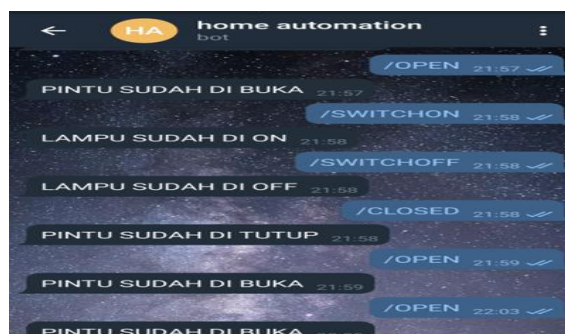 HA
home automation
bot
/OPEN 21:57
PINTU SUDAH DI BUKA 21:57
/SWITCHON 21:58
LAMPU SUDAH DI ON 21:58
/SWITCHOFF 21:58
LAMPU SUDAH DI OFF 21:58
/CLOSED 21:58
PINTU SUDAH DI TUTUP 21:58
/OPEN 21:59
PINTU SUDAH DI BUKA 21:59
/OPEN 22:03
PINTU SUDAH DI BUKA